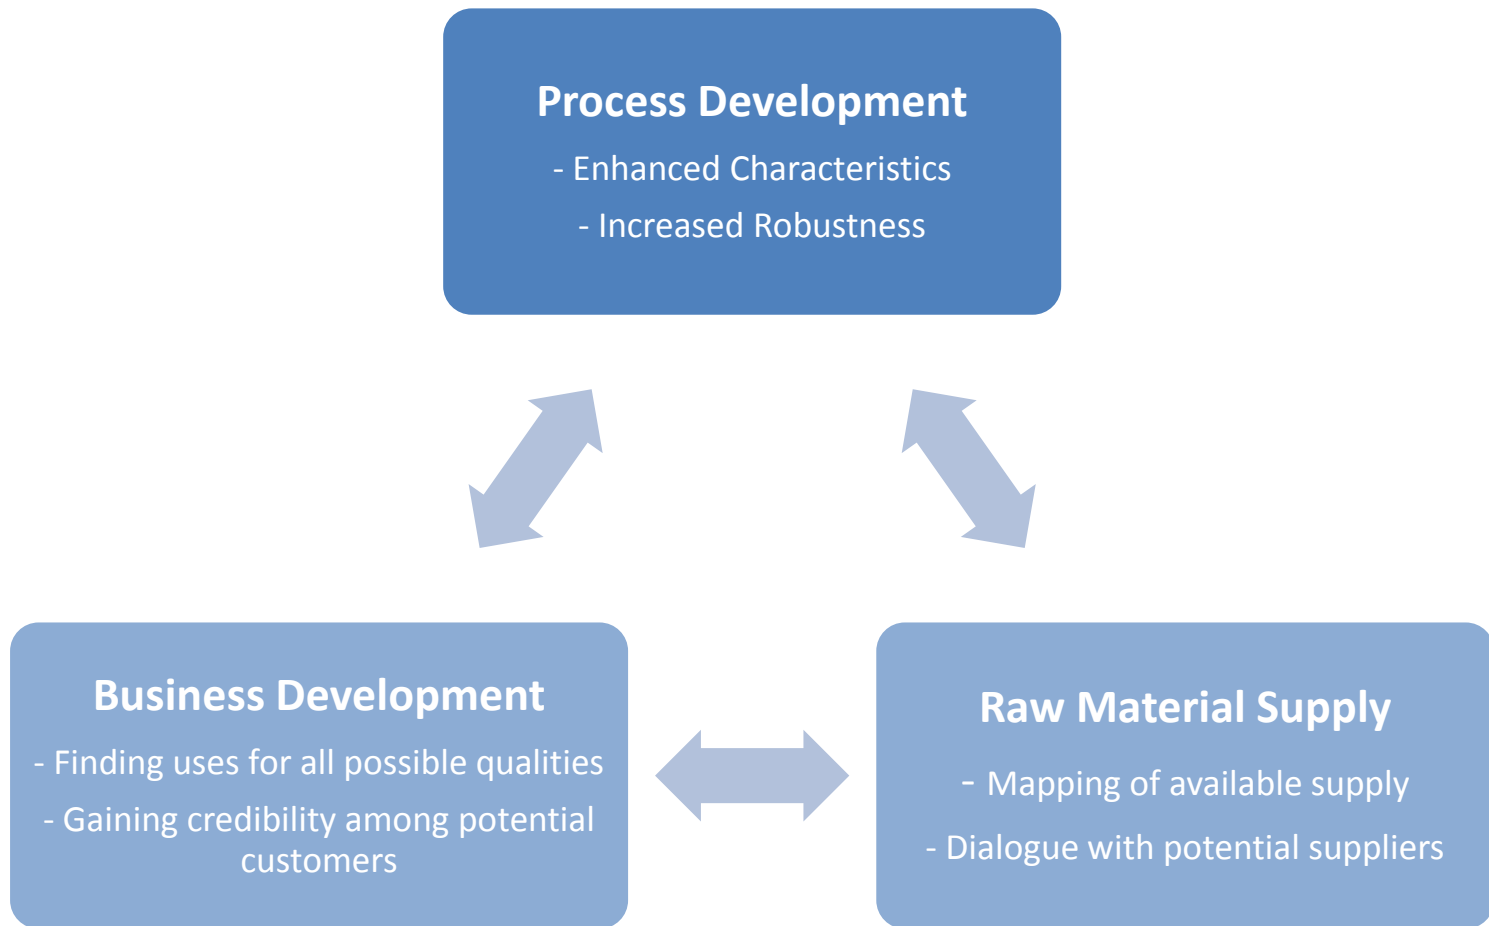 Process Development
- Enhanced Characteristics
- Increased Robustness
Business Development
- Finding uses for all possible qualities
- Gaining credibility among potential
customers
Raw Material Supply
- Mapping of available supply
- Dialogue with potential suppliers